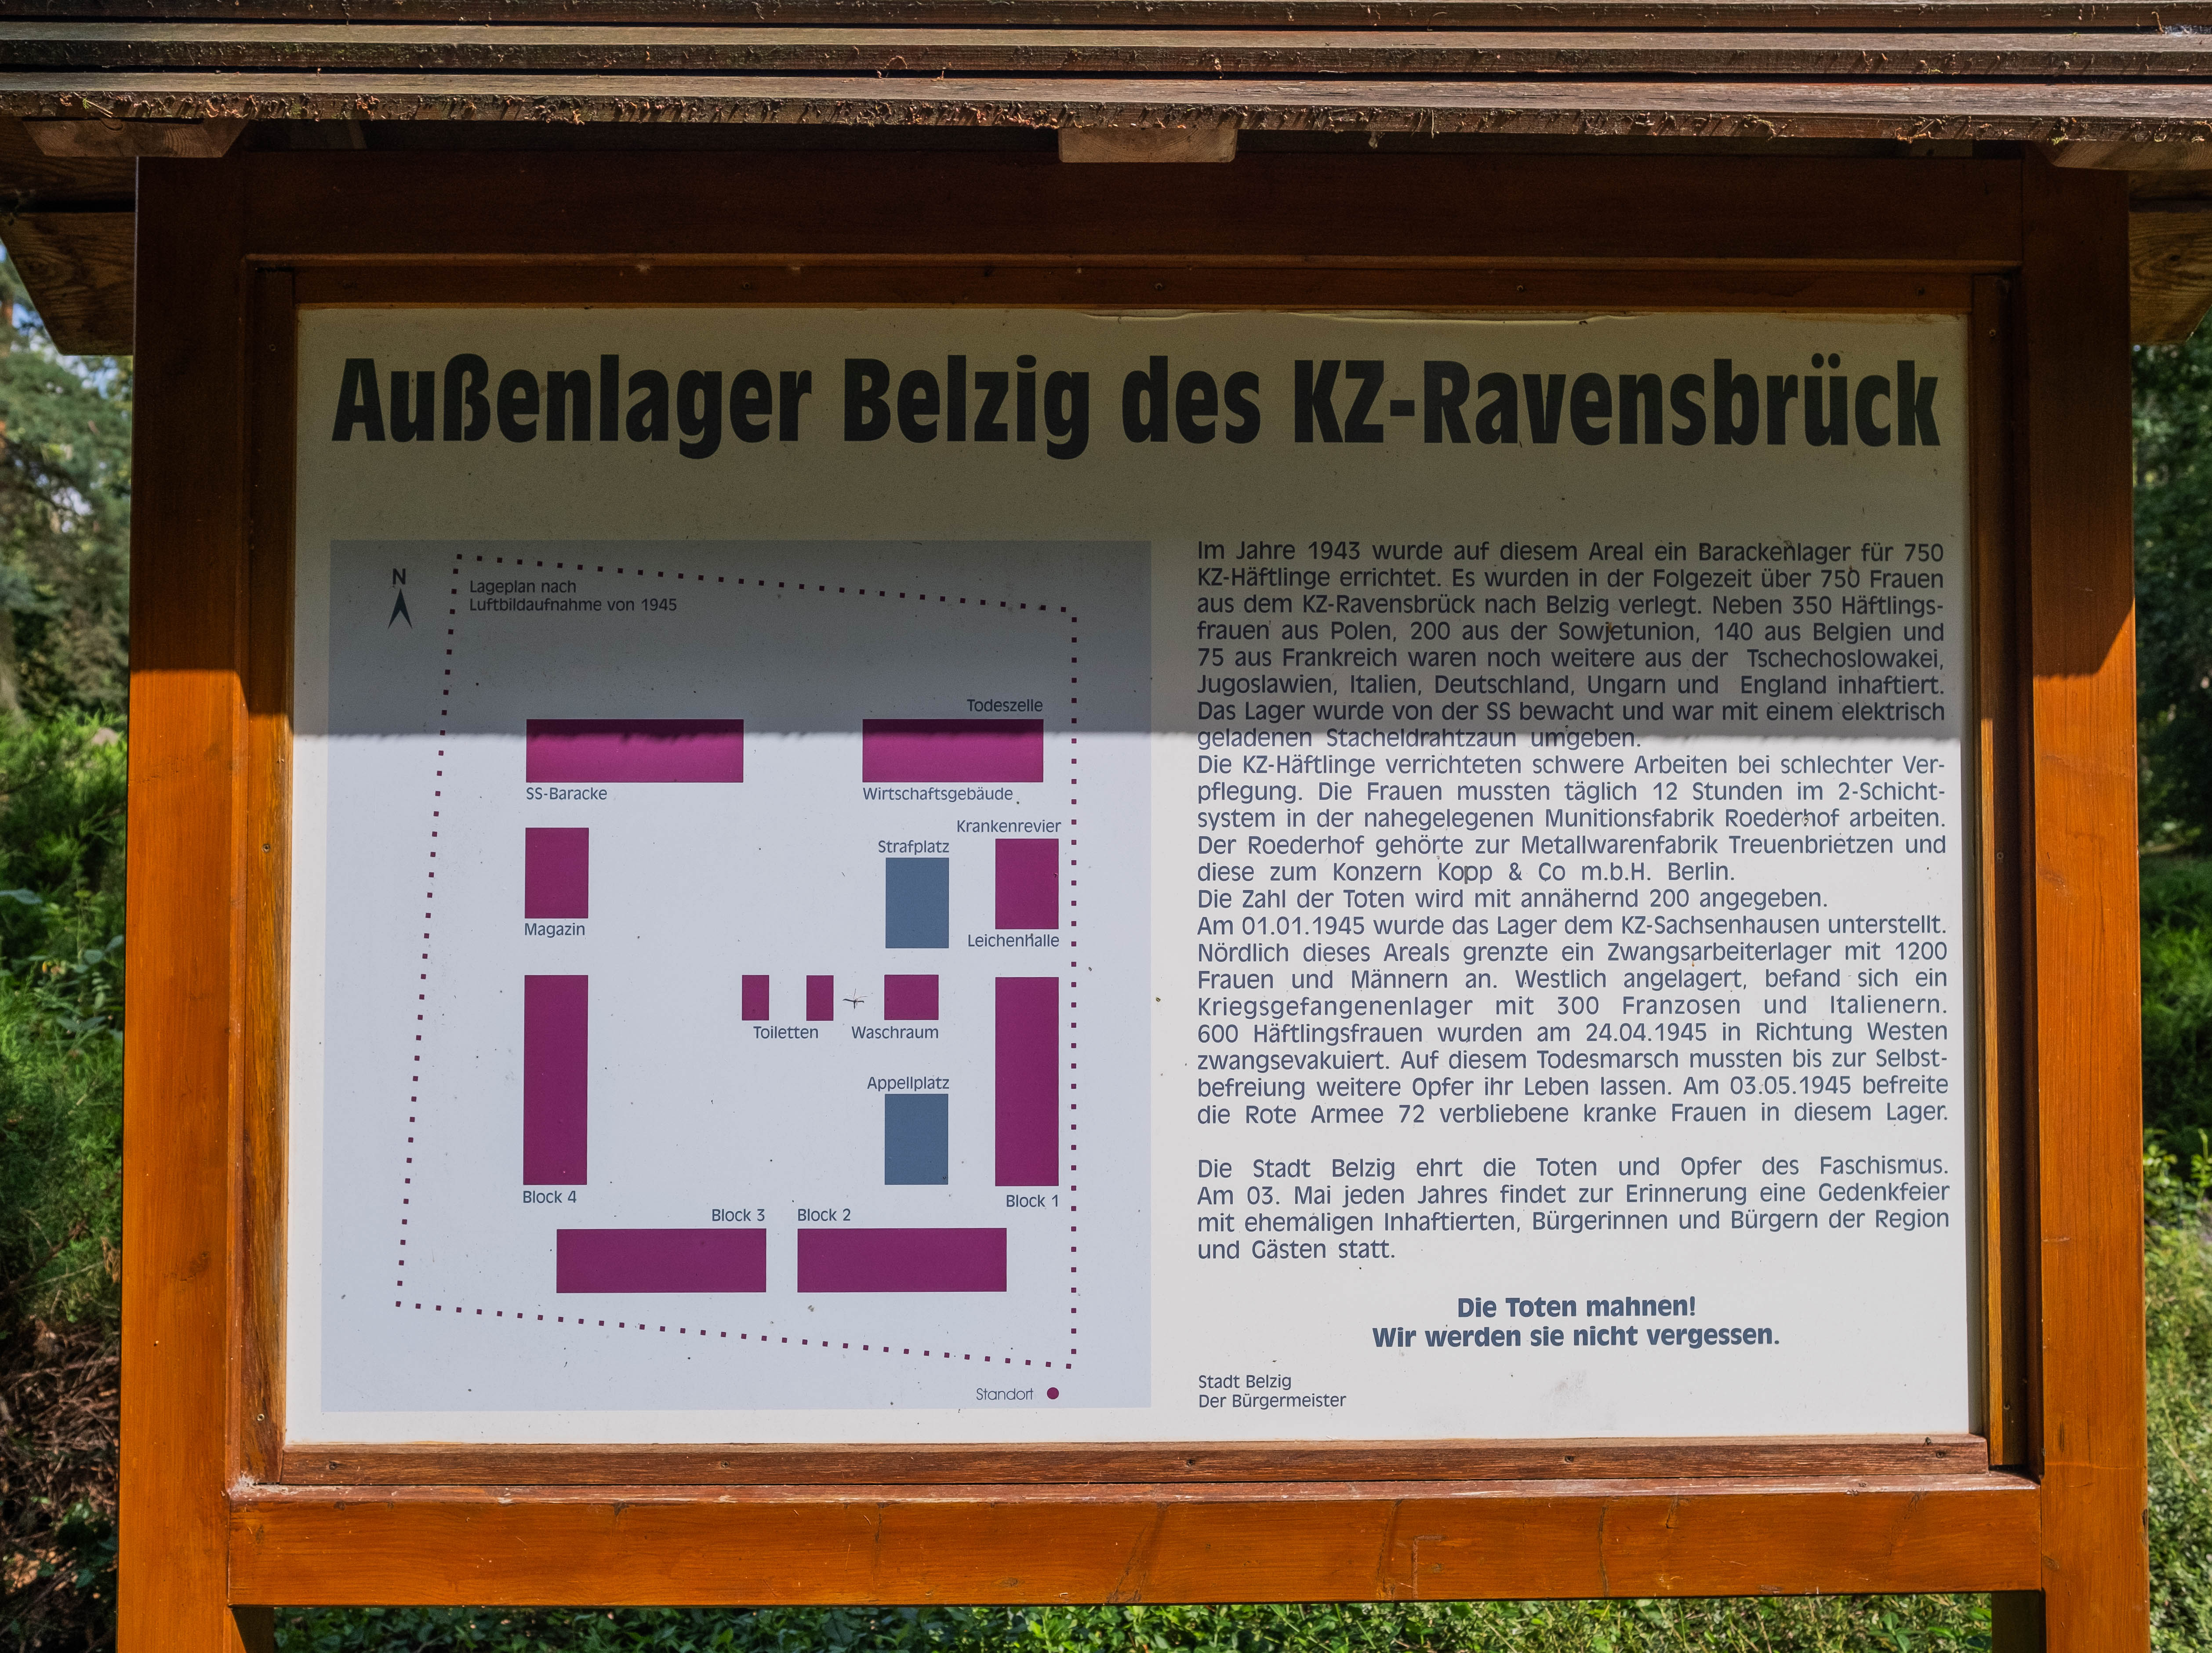 Außenlager Belzig des KZ-Ravensbrück
N
Lageplan nach
Luftbildaufnahme von 1945
Todeszelle
SS-Baracke
Wirtschaftsgebäude
Krankenrevier
Strafplatz
Magazin
Leichenhalle
Toiletten
Waschraum
Appellplatz
Block 4
Block 1
Block 3
Block 2
Standort
Im Jahre 1943 wurde auf diesem Areal ein Barackenlager für 750
KZ-Häftlinge errichtet. Es wurden in der Folgezeit über 750 Frauen
aus dem KZ-Ravensbrück nach Belzig verlegt. Neben 350 Häftlings-
frauen aus Polen, 200 aus der Sowjetunion, 140 aus Belgien und
75 aus Frankreich waren noch weitere aus der Tschechoslowakei,
Jugoslawien, Italien, Deutschland, Ungarn und England inhaftiert.
Das Lager wurde von der SS bewacht und war mit einem elektrisch
geladenen Stacheldrahtzaun umgeben.
Die KZ-Häftlinge verrichteten schwere Arbeiten bei schlechter Ver-
pflegung. Die Frauen mussten täglich 12 Stunden im 2-Schicht-
system in der nahegelegenen Munitionsfabrik Roederhof arbeiten.
Der Roederhof gehörte zur Metallwarenfabrik Treuenbrietzen und
diese zum Konzern Kopp & Co m.b.H. Berlin.
Die Zahl der Toten wird mit annähernd 200 angegeben.
Am 01.01.1945 wurde das Lager dem KZ-Sachsenhausen unterstellt.
Nördlich dieses Areals grenzte ein Zwangsarbeiterlager mit 1200
Frauen und Männern an. Westlich angelagert, befand sich ein
Kriegsgefangenenlager mit 300 Franzosen und Italienern.
600 Häftlingsfrauen wurden am 24.04.1945 in Richtung Westen
zwangsevakuiert. Auf diesem Todesmarsch mussten bis zur Selbst-
befreiung weitere Opfer ihr Leben lassen. Am 03.05.1945 befreite
die Rote Armee 72 verbliebene kranke Frauen in diesem Lager.
Die Stadt Belzig ehrt die Toten und Opfer des Faschismus.
Am 03. Mai jeden Jahres findet zur Erinnerung eine Gedenkfeier
mit ehemaligen Inhaftierten, Bürgerinnen und Bürgern der Region
und Gästen statt.
Die Toten mahnen!
Wir werden sie nicht vergessen.
Stadt Belzig
Der Bürgermeister